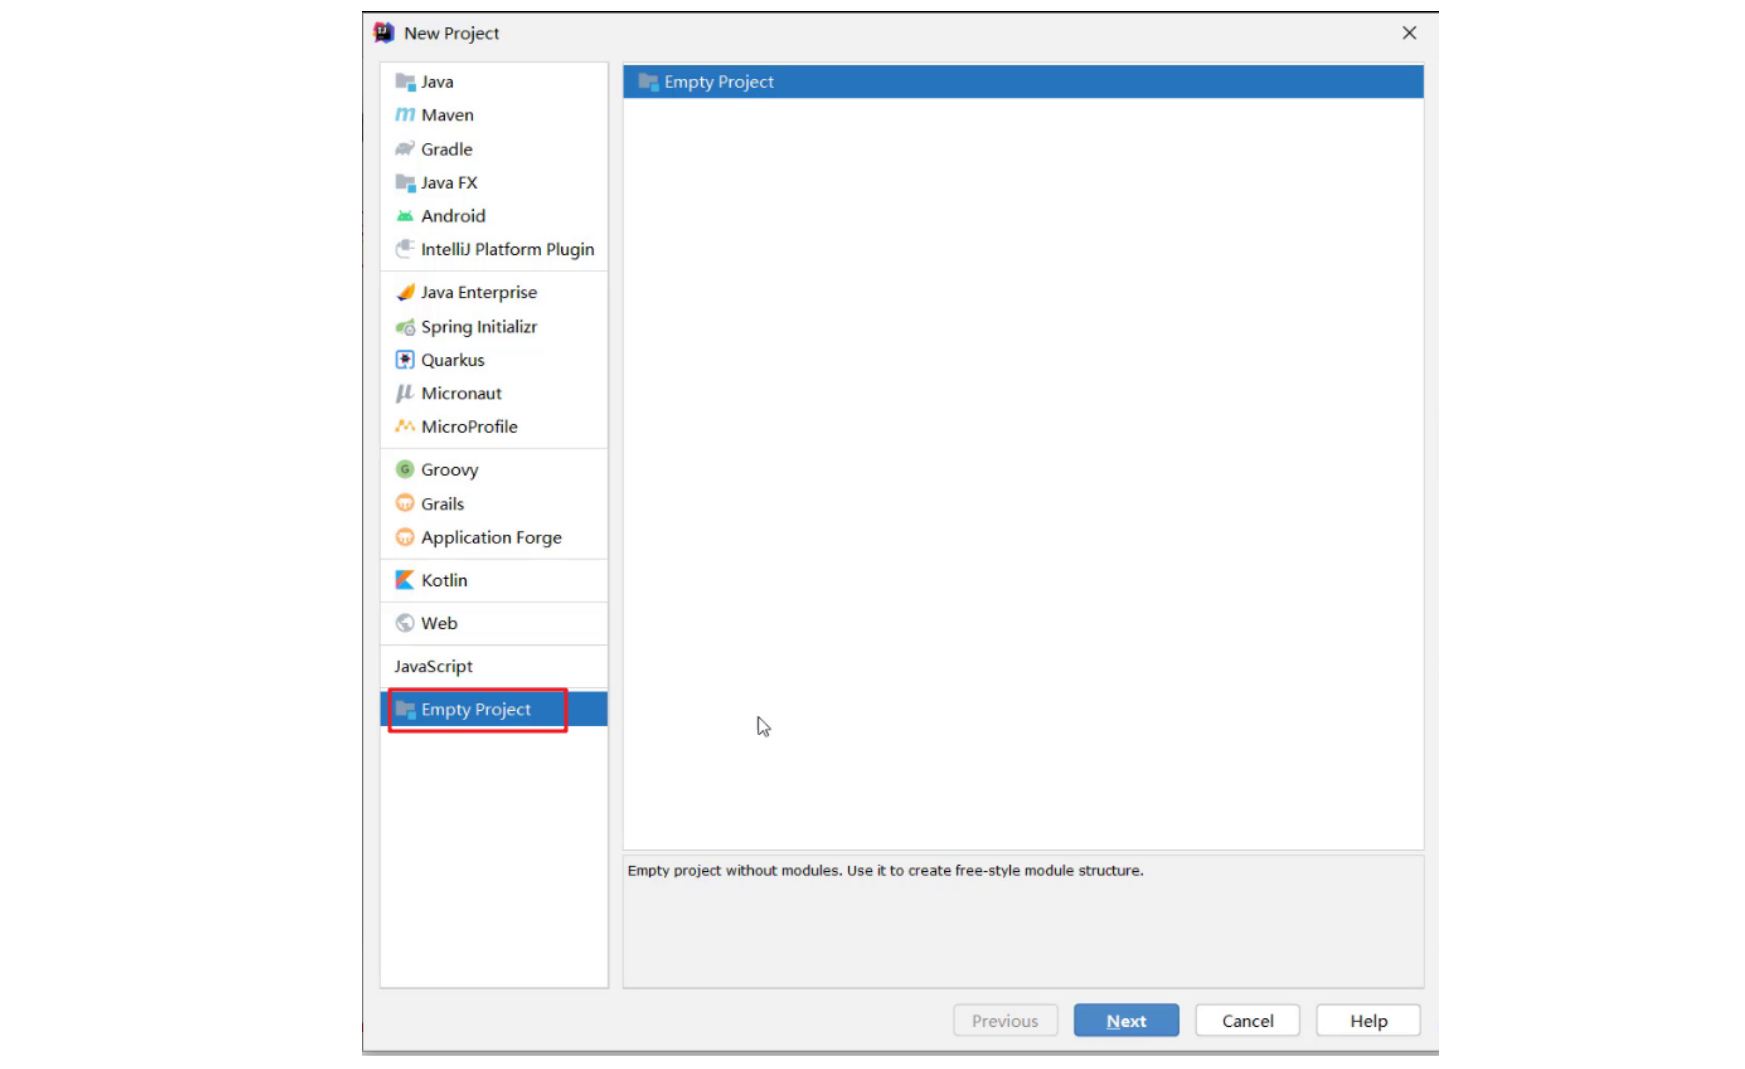 New Project
Java
Maven
Gradle
Java FX
Android
IntelliJ Platform Plugin
Java Enterprise
Spring Initializr
Quarkus
Micronaut
MicroProfile
Groovy
Grails
Application Forge
Kotlin
Web
JavaScript
Empty Project
Empty Project
Empty project without modules. Use it to create free-style module structure.
Previous
Next
Cancel
Help